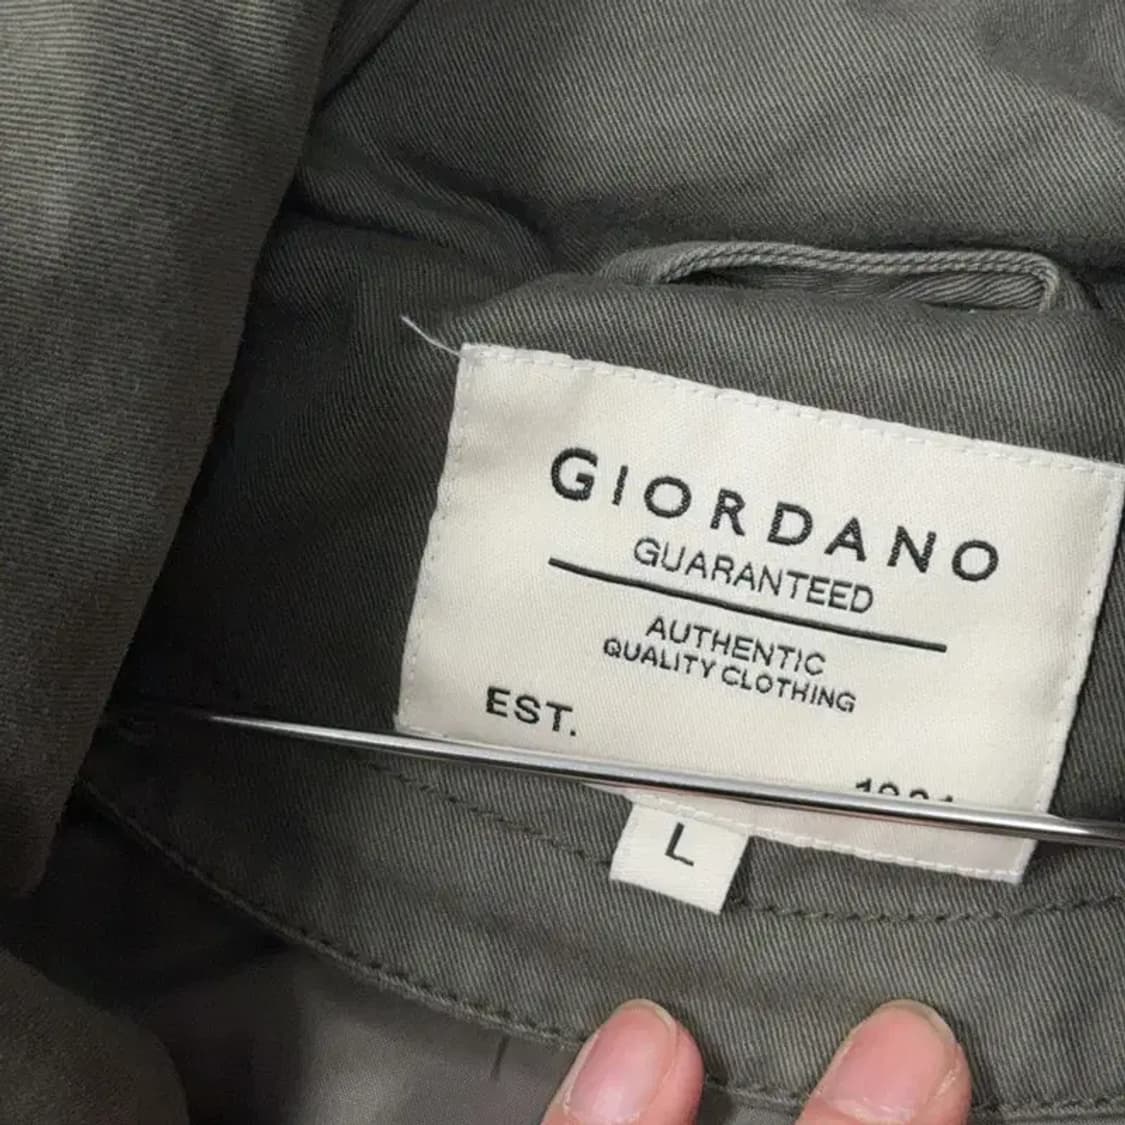 GIORDANO
GUARANTEED
AUTHENTIC
QUALITY CLOTHING
EST.
L